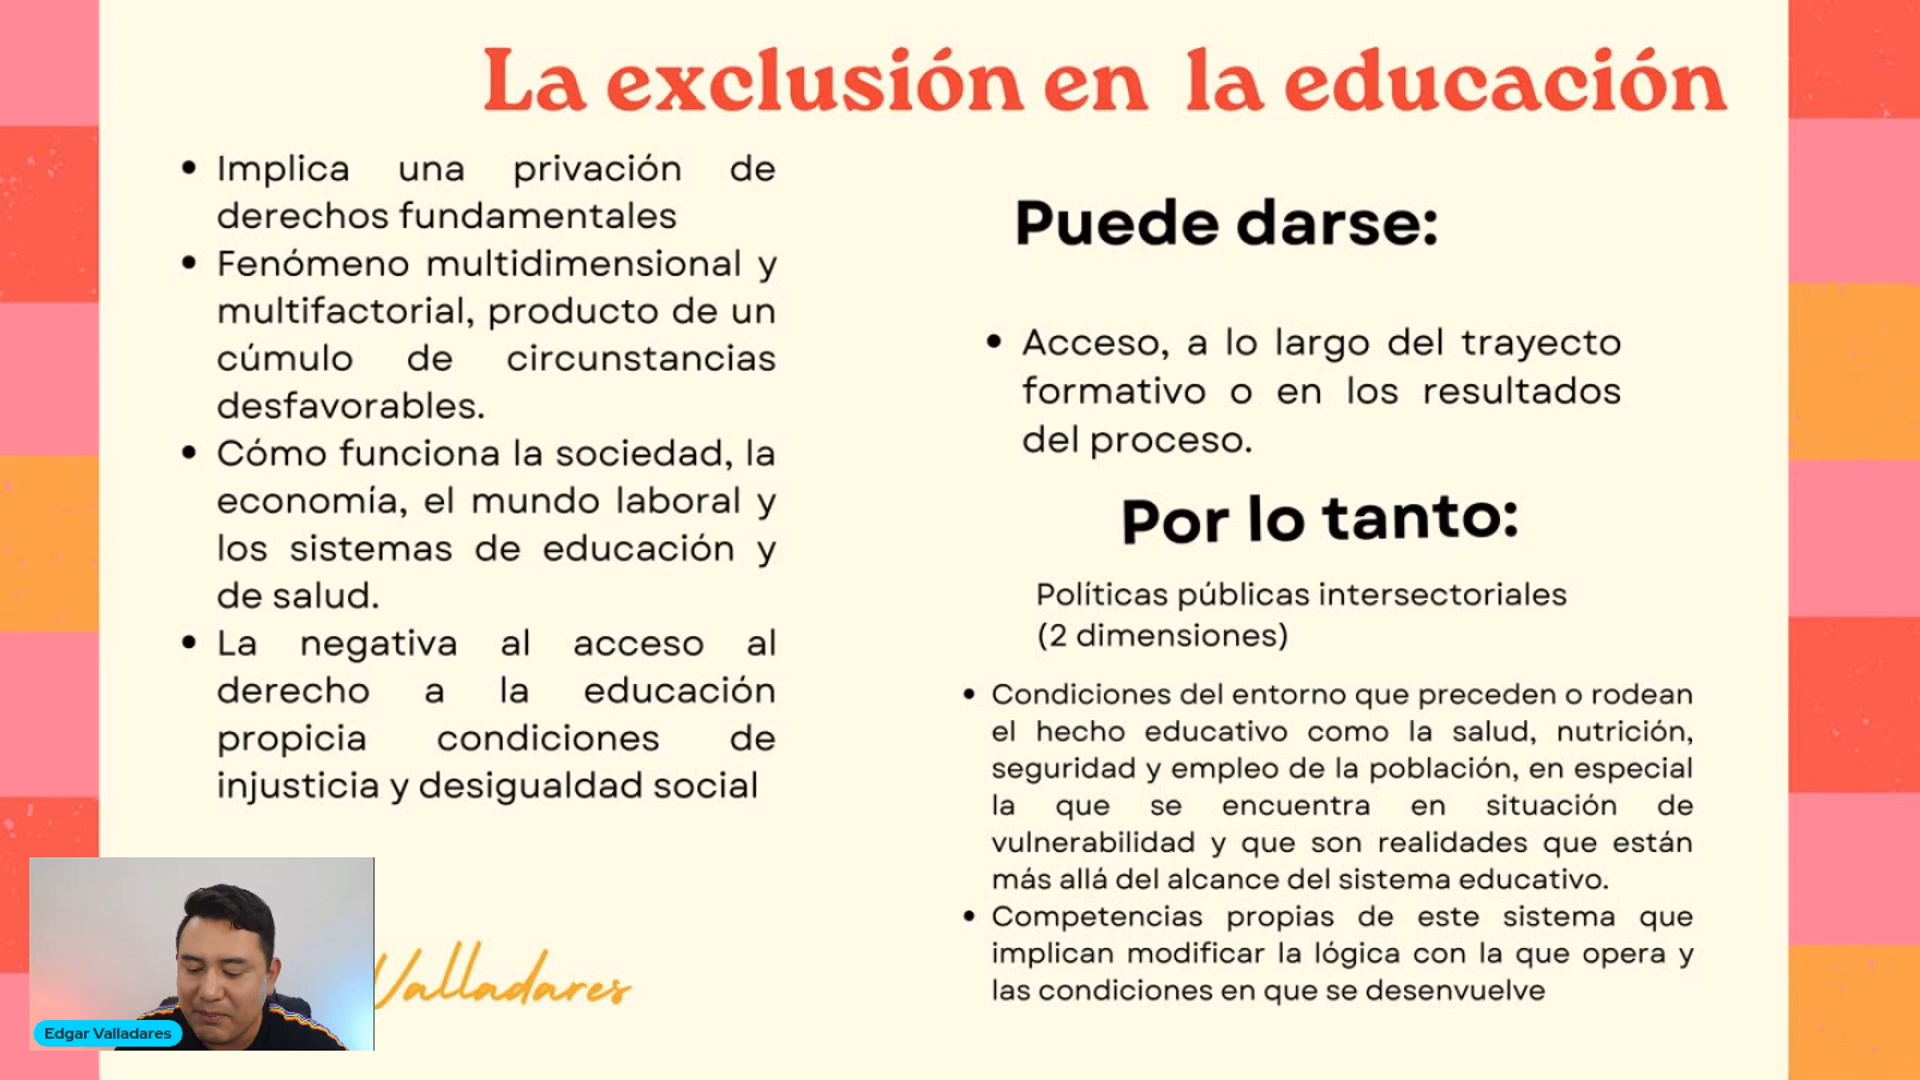 La exclusión en la educación
• Implica una privación de
derechos fundamentales
• Fenómeno multidimensional y
multifactorial, producto de un
cúmulo de circunstancias
desfavorables.
• Cómo funciona la sociedad, la
economía, el mundo laboral y
los sistemas de educación y
de salud.
• La negativa al acceso al
derecho a la educación
propicia condiciones de
injusticia y desigualdad social
Puede darse:
• Acceso, a lo largo del trayecto
formativo o en los resultados
del proceso.
Por lo tanto:
Políticas públicas intersectoriales
(2 dimensiones)
• Condiciones del entorno que preceden o rodean
el hecho educativo como la salud, nutrición,
seguridad y empleo de la población, en especial
la que se encuentra en situación de
vulnerabilidad y que son realidades que están
más allá del alcance del sistema educativo.
• Competencias propias de este sistema que
implican modificar la lógica con la que opera y
las condiciones en que se desenvuelve
Valladares
Edgar Valladares